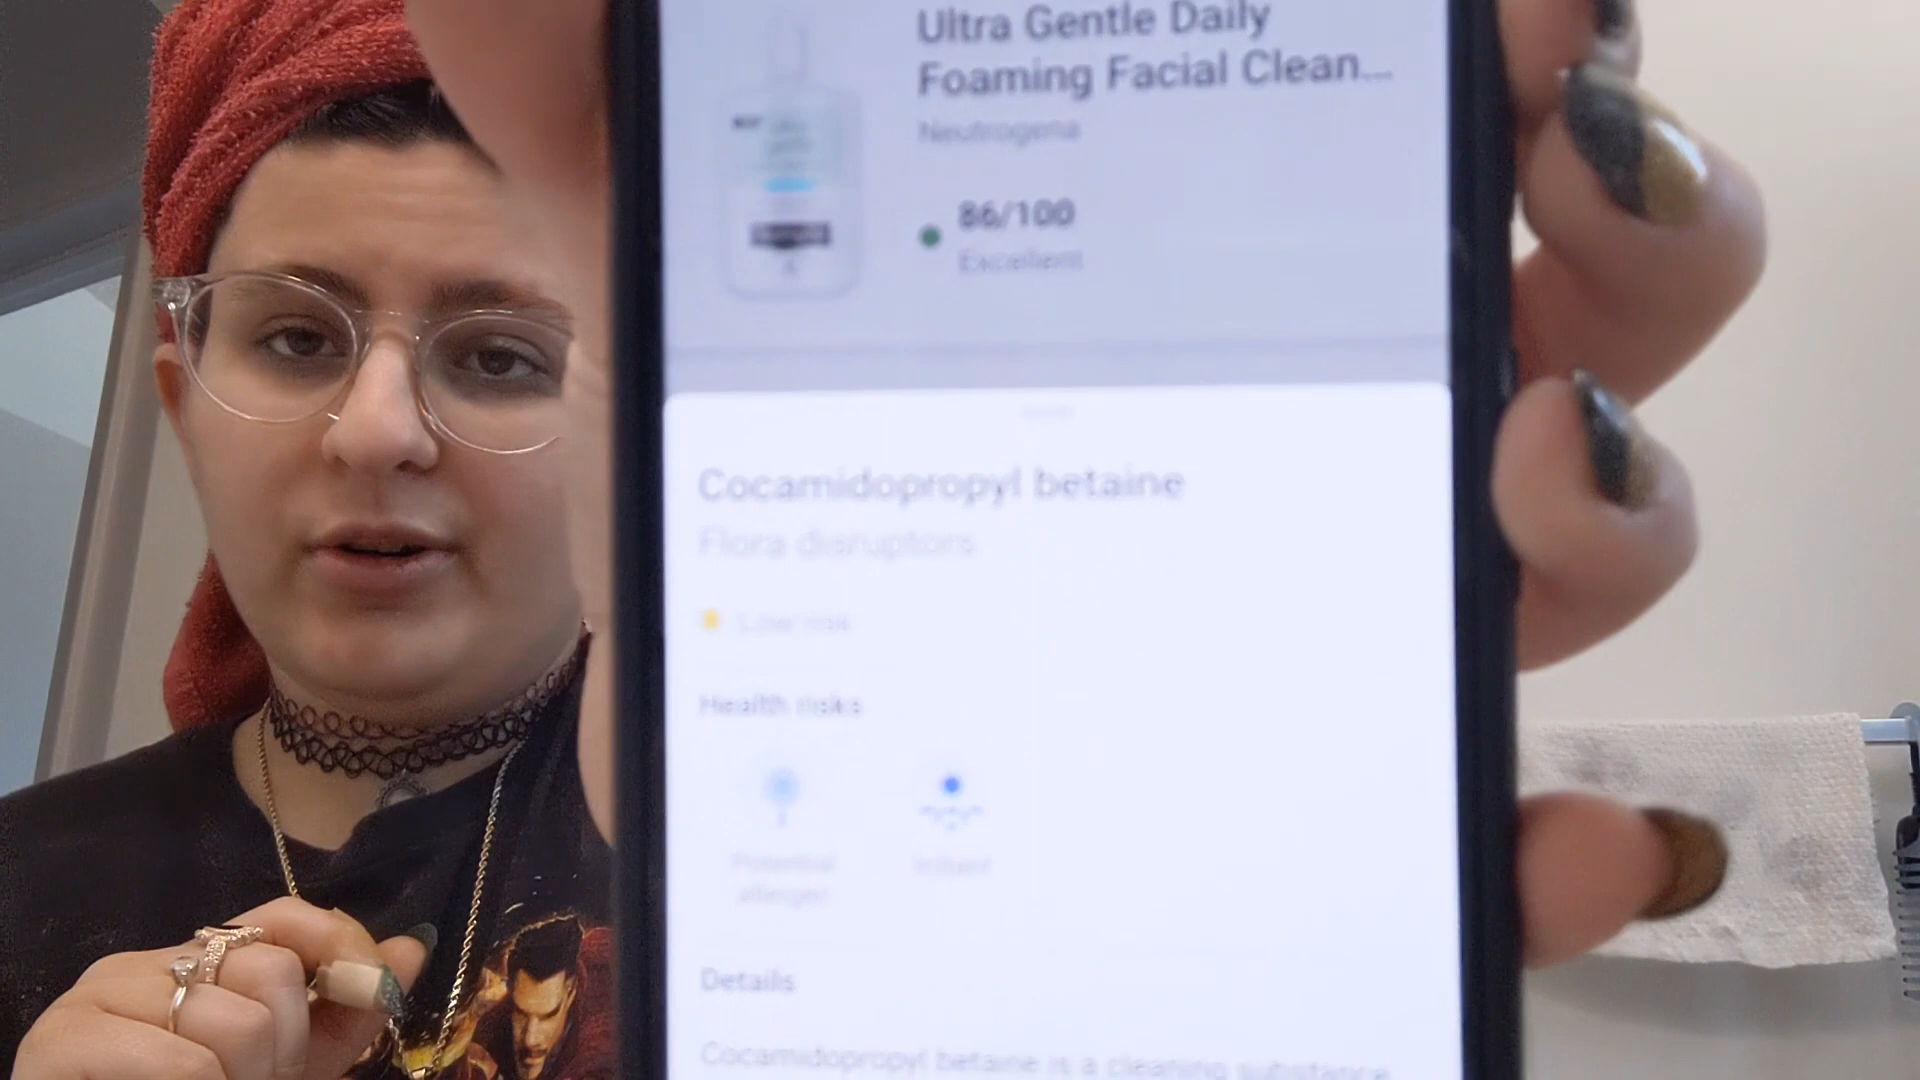 Ultra Gentle Daily
Foaming Facial Clean...
Neutrogena
86/100
Excellent
Cocamidopropyl betaine
Flora disruptors
Low risk
Health risks
Potential
allergen
Irritant
Details
Cocamidopropyl betaine is a cleaning substance